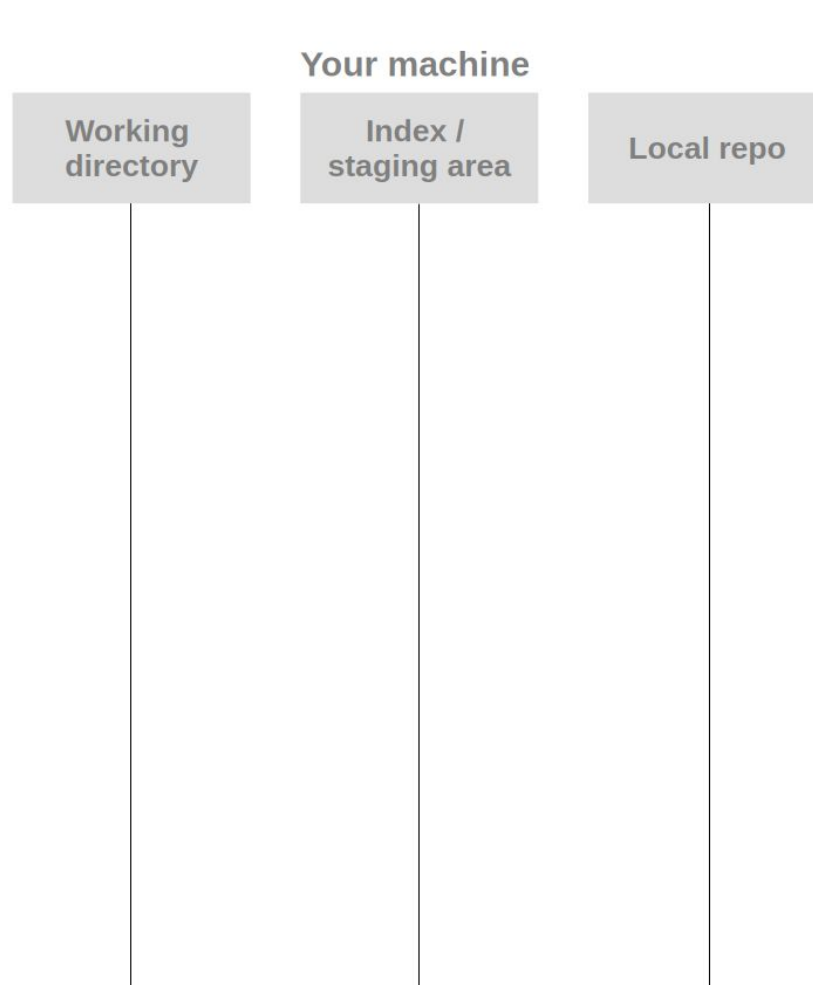 Your machine
Working
directory
Index /
staging area
Local repo